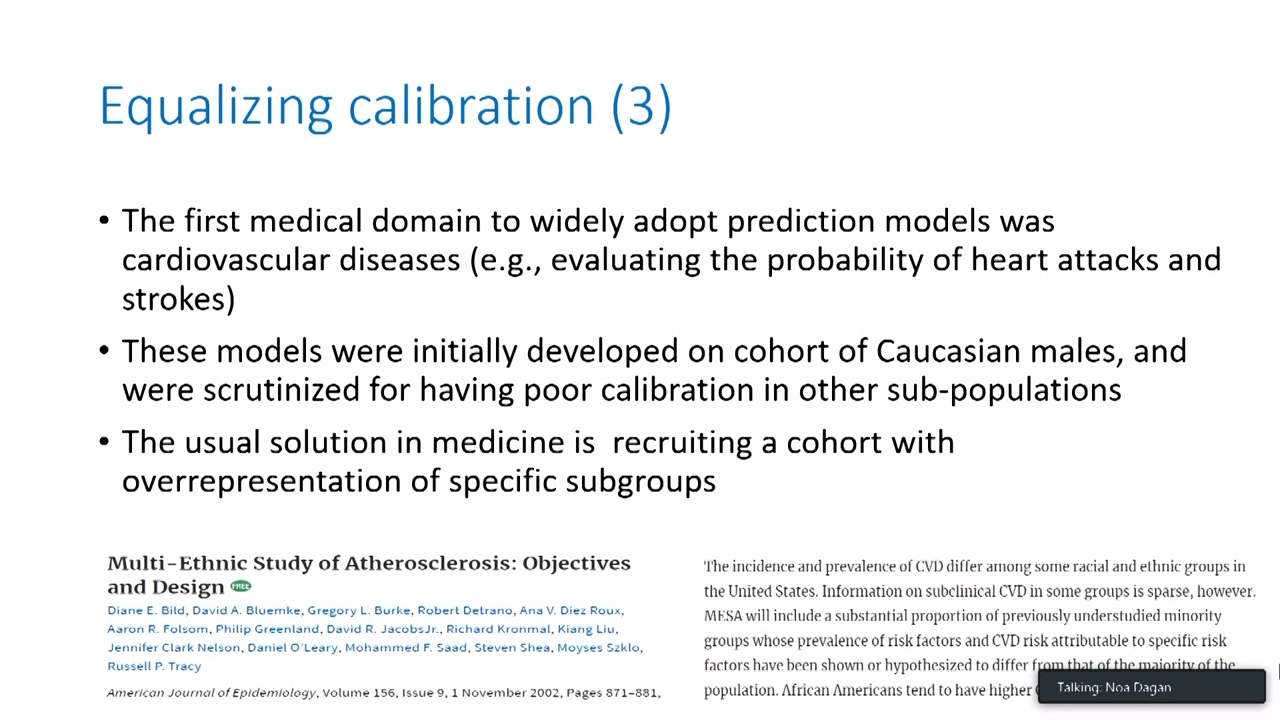 Equalizing calibration (3)
• The first medical domain to widely adopt prediction models was
cardiovascular diseases (e.g., evaluating the probability of heart attacks and
strokes)
• These models were initially developed on cohort of Caucasian males, and
were scrutinized for having poor calibration in other sub-populations
• The usual solution in medicine is  recruiting a cohort with
overrepresentation of specific subgroups
Multi-Ethnic Study of Atherosclerosis: Objectives
and Design FREE
Diane E. Bild, David A. Bluemke, Gregory L. Burke, Robert Detrano, Ana V. Diez Roux,
Aaron R. Folsom, Philip Greenland, David R. JacobsJr., Richard Kronmal, Kiang Liu,
Jennifer Clark Nelson, Daniel O'Leary, Mohammed F. Saad, Steven Shea, Moyses Szklo,
Russell P. Tracy
American Journal of Epidemiology, Volume 156, Issue 9, 1 November 2002, Pages 871–881,
The incidence and prevalence of CVD differ among some racial and ethnic groups in
the United States. Information on subclinical CVD in some groups is sparse, however.
MESA will include a substantial proportion of previously understudied minority
groups whose prevalence of risk factors and CVD risk attributable to specific risk
factors have been shown or hypothesized to differ from that of the majority of the
population. African Americans tend to have higher
Talking: Noa Dagan